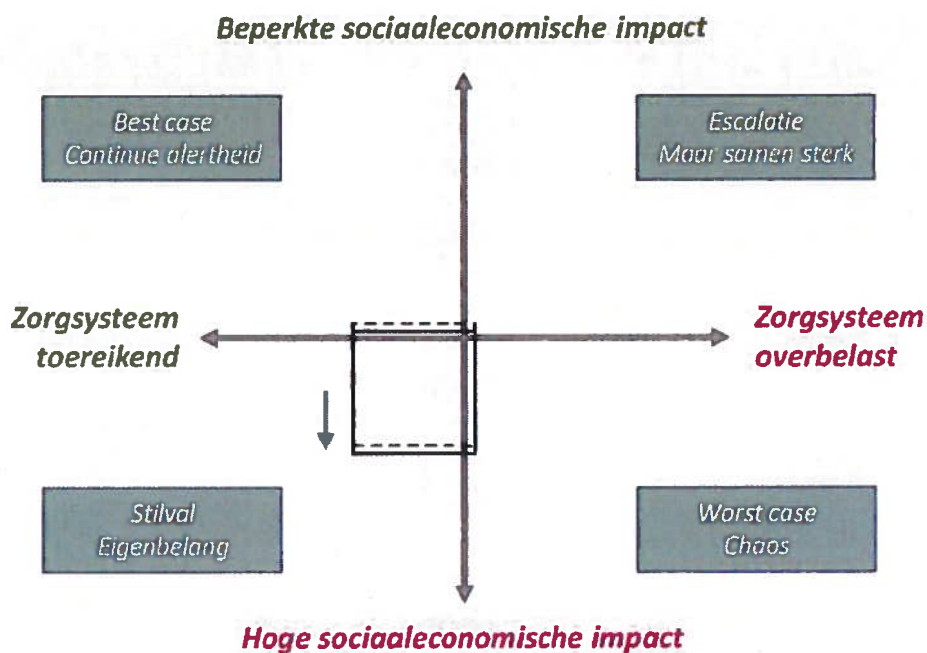 Beperkte sociaaleconomische impact
Best case
Continue alertheid
Escalatie
Maar samen sterk
Zorgsysteem
toereikend
Zorgsysteem
overbelast
Stilval
Eigenbelang
Worst case
Chaos
Hoge sociaaleconomische impact